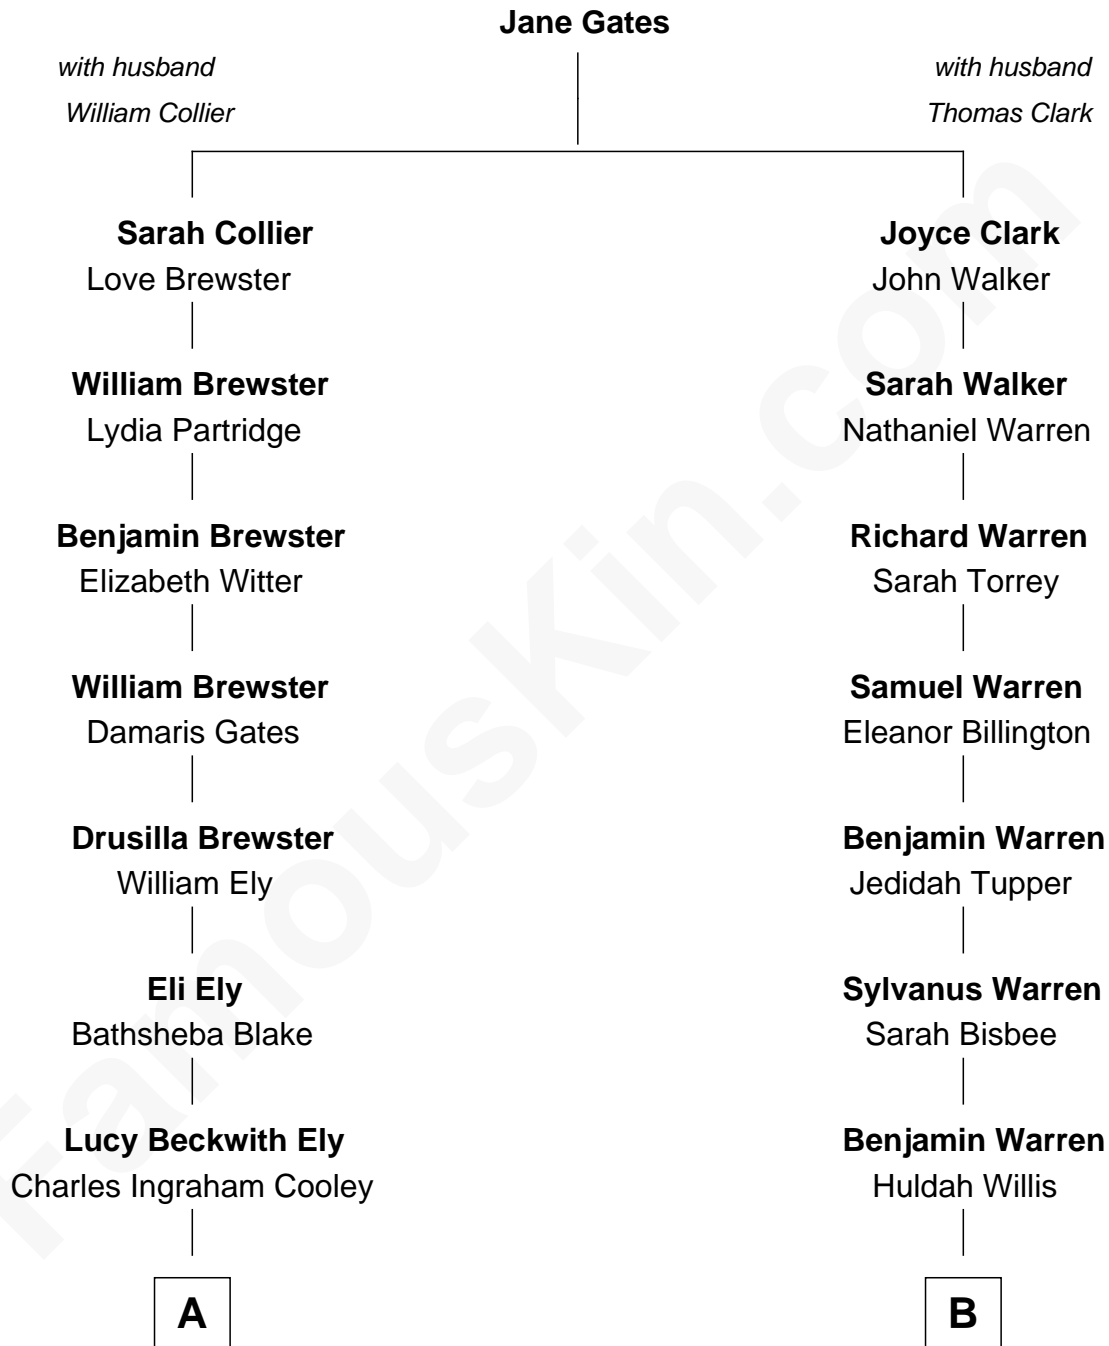 Jane Gates
with husband
William Collier
with husband
Thomas Clark
Sarah Collier
Love Brewster
Joyce Clark
John Walker
William Brewster
Lydia Partridge
Sarah Walker
Nathaniel Warren
Benjamin Brewster
Elizabeth Witter
Richard Warren
Sarah Torrey
William Brewster
Damaris Gates
Samuel Warren
Eleanor Billington
Drusilla Brewster
William Ely
Benjamin Warren
Jedidah Tupper
Eli Ely
Bathsheba Blake
Sylvanus Warren
Sarah Bisbee
Lucy Beckwith Ely
Charles Ingraham Cooley
Benjamin Warren
Huldah Willis
A
B
FamousKin.com